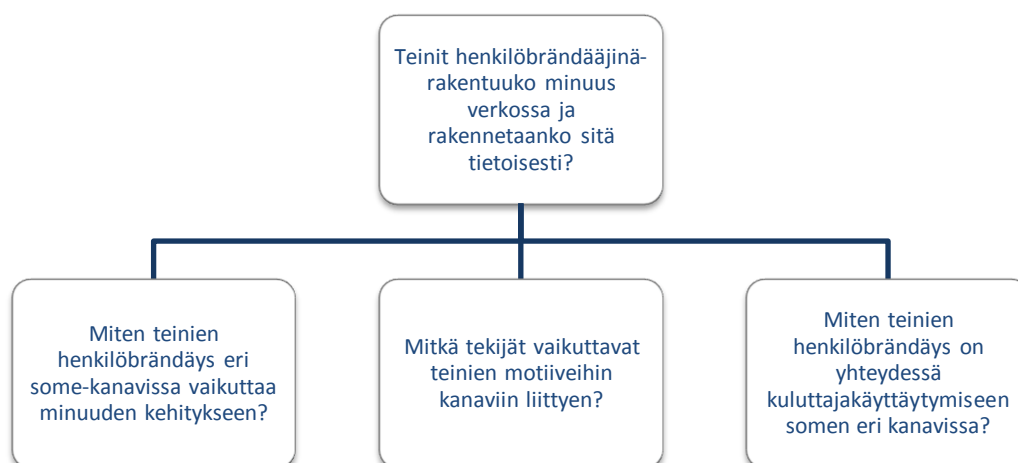 Teinit henkilöbrändääjinä-
rakentuuko minuus
verkossa ja
rakennetaanko sitä
tietoisesti?
Miten teinien
henkilöbrändäys eri
some-kanavissa vaikuttaa
minuuden kehitykseen?
Mitkä tekijät vaikuttavat
teinien motiiveihin
kanaviin liittyen?
Miten teinien
henkilöbrändäys on
yhteydessä
kuluttajakäyttäytymiseen
somen eri kanavissa?